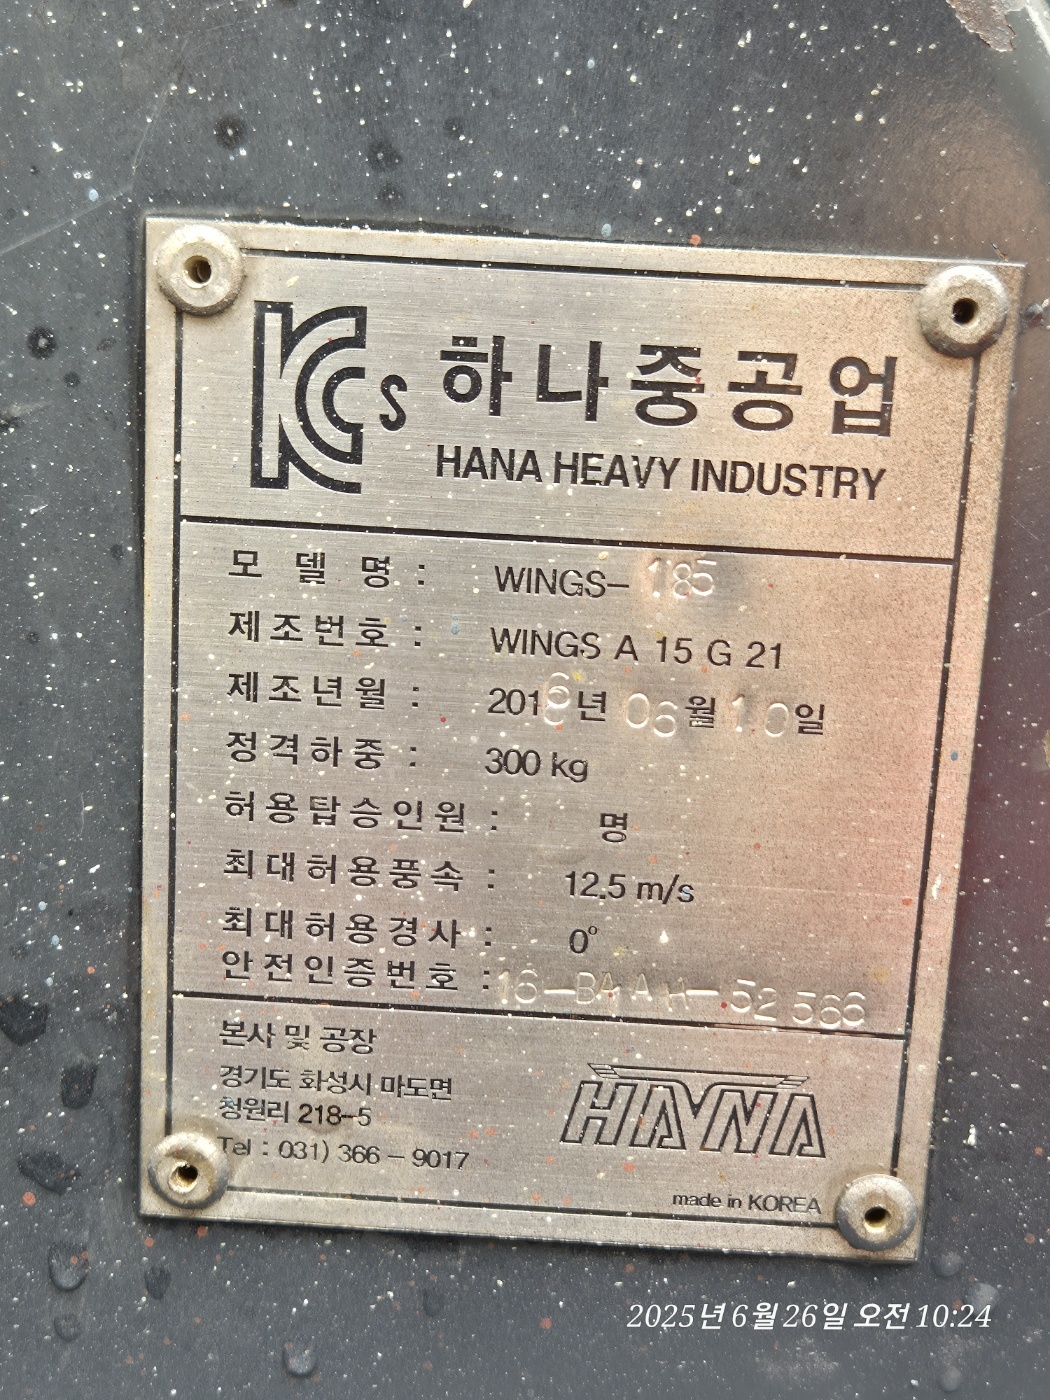 KCs 하나중공업
HANA HEAVY INDUSTRY
모 델 명 : WINGS- 185
제조번호 : WINGS A 15 G 21
제조년월 : 2016년 06월 10일
정격하중 : 300 kg
허용탑승인원 : 명
최대허용풍속 : 12.5 m/s
최대허용경사 : 0°
안전인증번호 : 16-BAAH-52566
본사 및 공장
경기도 화성시 마도면
청원리 218-5
Tel : 031) 366 - 9017
HANA
made in KOREA
2025년 6월 26일 오전 10:24